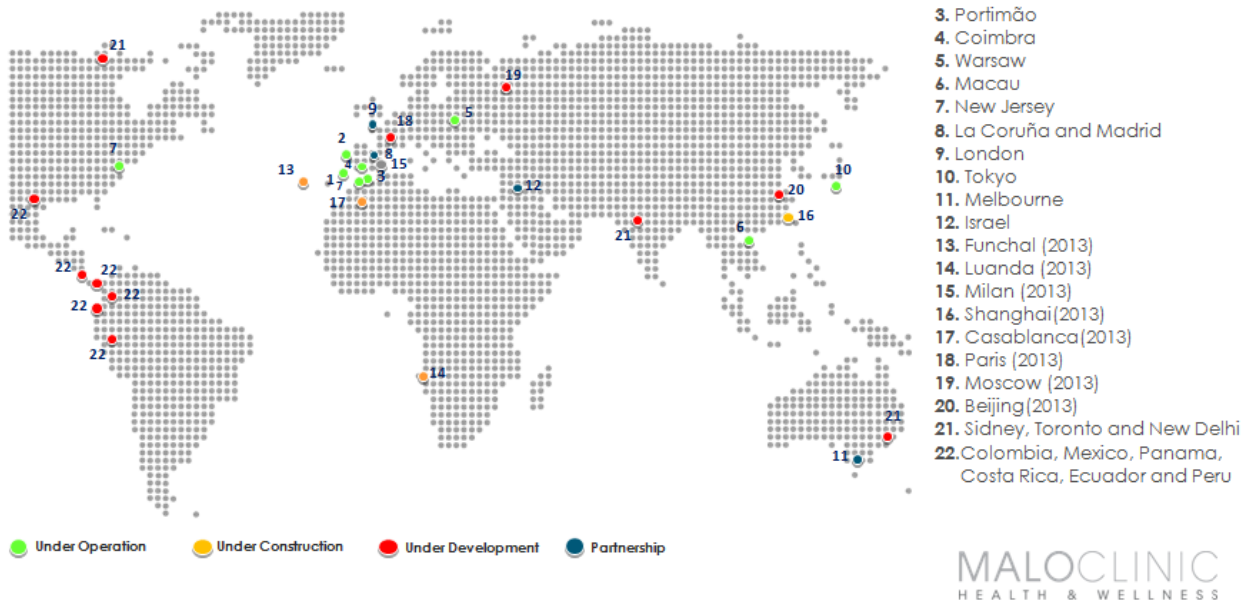 3. Portimão
4. Coimbra
5. Warsaw
6. Macau
7. New Jersey
8. La Coruña and Madrid
9. London
10. Tokyo
11. Melbourne
12. Israel
13. Funchal (2013)
14. Luanda (2013)
15. Milan (2013)
16. Shanghai(2013)
17. Casablanca(2013)
18. Paris (2013)
19. Moscow (2013)
20. Beijing(2013)
21. Sidney, Toronto and New Delhi
22.Colombia, Mexico, Panama,
Costa Rica, Ecuador and Peru
21
19
9
18
5
2
7
8
4
15
13
1
3
7
12
10
20
22
17
16
21
6
22
22
22
22
22
14
21
11
Under Operation
Under Construction
Under Development
Partnership
MALOCLINIC
HEALTH & WELLNESS